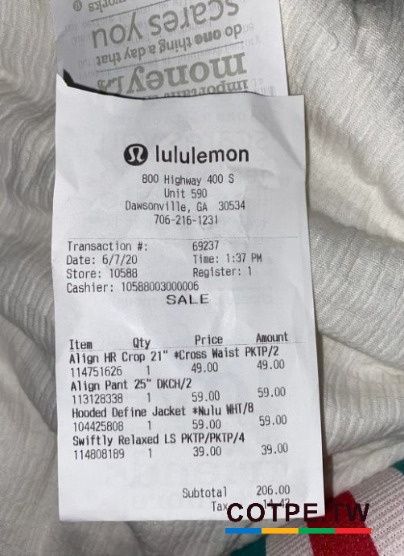 scares you
do one thing a day that
money
lululemon
800 Highway 400 S
Unit 590
Dawsonville, GA 30534
706-216-1231
Transaction #: 69237
Date: 6/7/20 Time: 1:37 PM
Store: 10588 Register: 1
Cashier: 10588003000006
SALE
Item Qty Price Amount
Align HR Crop 21" *Cross Waist PKTP/2
114751626 1 49.00 49.00
Align Pant 25" DKCH/2
113128338 1 59.00 59.00
Hooded Define Jacket *Nulu WHT/8
104425808 1 59.00 59.00
Swiftly Relaxed LS PKTP/PKTP/4
114808189 1 39.00 39.00
Subtotal 206.00
Tax
COTPE.TW